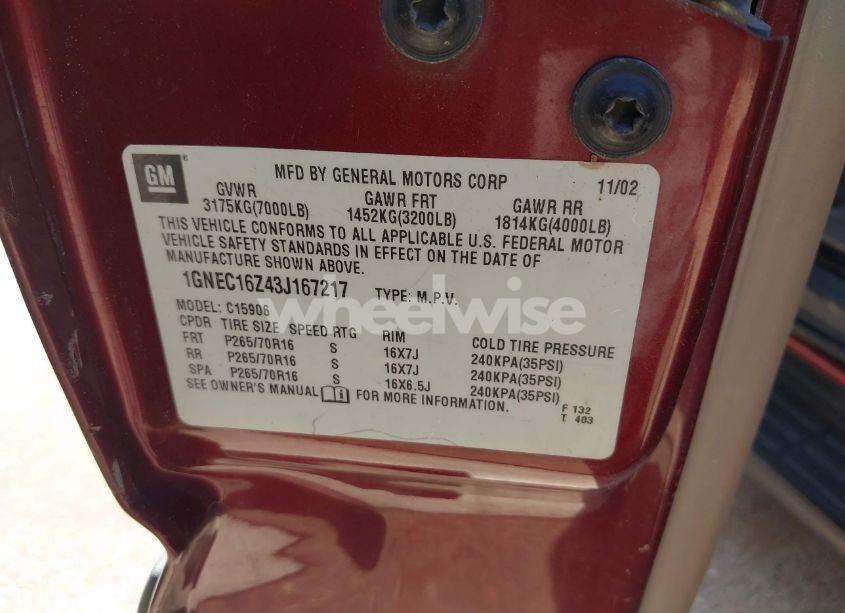 GM
MFD BY GENERAL MOTORS CORP 11/02
GVWR GAWR FRT GAWR RR
3175KG(7000LB) 1452KG(3200LB) 1814KG(4000LB)
THIS VEHICLE CONFORMS TO ALL APPLICABLE U.S. FEDERAL MOTOR
VEHICLE SAFETY STANDARDS IN EFFECT ON THE DATE OF
MANUFACTURE SHOWN ABOVE.
1GNEC16Z43J167217 TYPE: M.P.V.
MODEL: C15906
CPDR TIRE SIZE SPEED RTG RIM COLD TIRE PRESSURE
FRT P265/70R16 S 16X7J 240KPA(35PSI)
RR P265/70R16 S 16X7J 240KPA(35PSI)
SPA P265/70R16 S 16X6.5J 240KPA(35PSI)
SEE OWNER'S MANUAL FOR MORE INFORMATION.
F 132
T 403
wheelwise